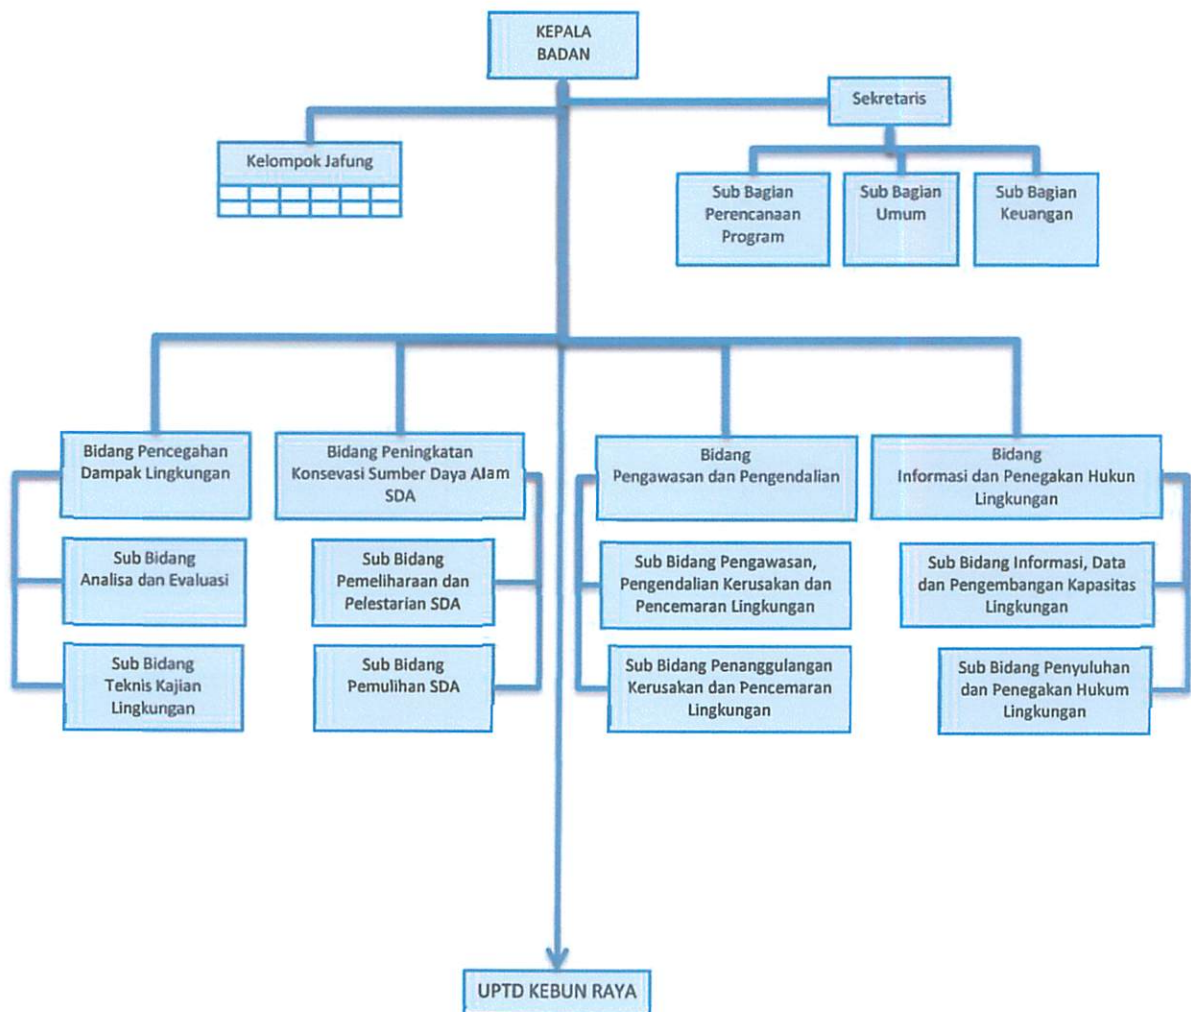 KEPALA
BADAN
Sekretaris
Kelompok Jafung
Sub Bagian
Perencanaan
Program
Sub Bagian
Umum
Sub Bagian
Keuangan
Bidang Pencegahan
Dampak Lingkungan
Bidang Peningkatan
Konsevasi Sumber Daya Alam
SDA
Bidang
Pengawasan dan Pengendalian
Bidang
Informasi dan Penegakan Hukun
Lingkungan
Sub Bidang
Analisa dan Evaluasi
Sub Bidang
Pemeliharaan dan
Pelestarian SDA
Sub Bidang Pengawasan,
Pengendalian Kerusakan dan
Pencemaran Lingkungan
Sub Bidang Informasi, Data
dan Pengembangan Kapasitas
Lingkungan
Sub Bidang
Teknis Kajian
Lingkungan
Sub Bidang
Pemulihan SDA
Sub Bidang Penanggulangan
Kerusakan dan Pencemaran
Lingkungan
Sub Bidang Penyuluhan
dan Penegakan Hukum
Lingkungan
UPTD KEBUN RAYA